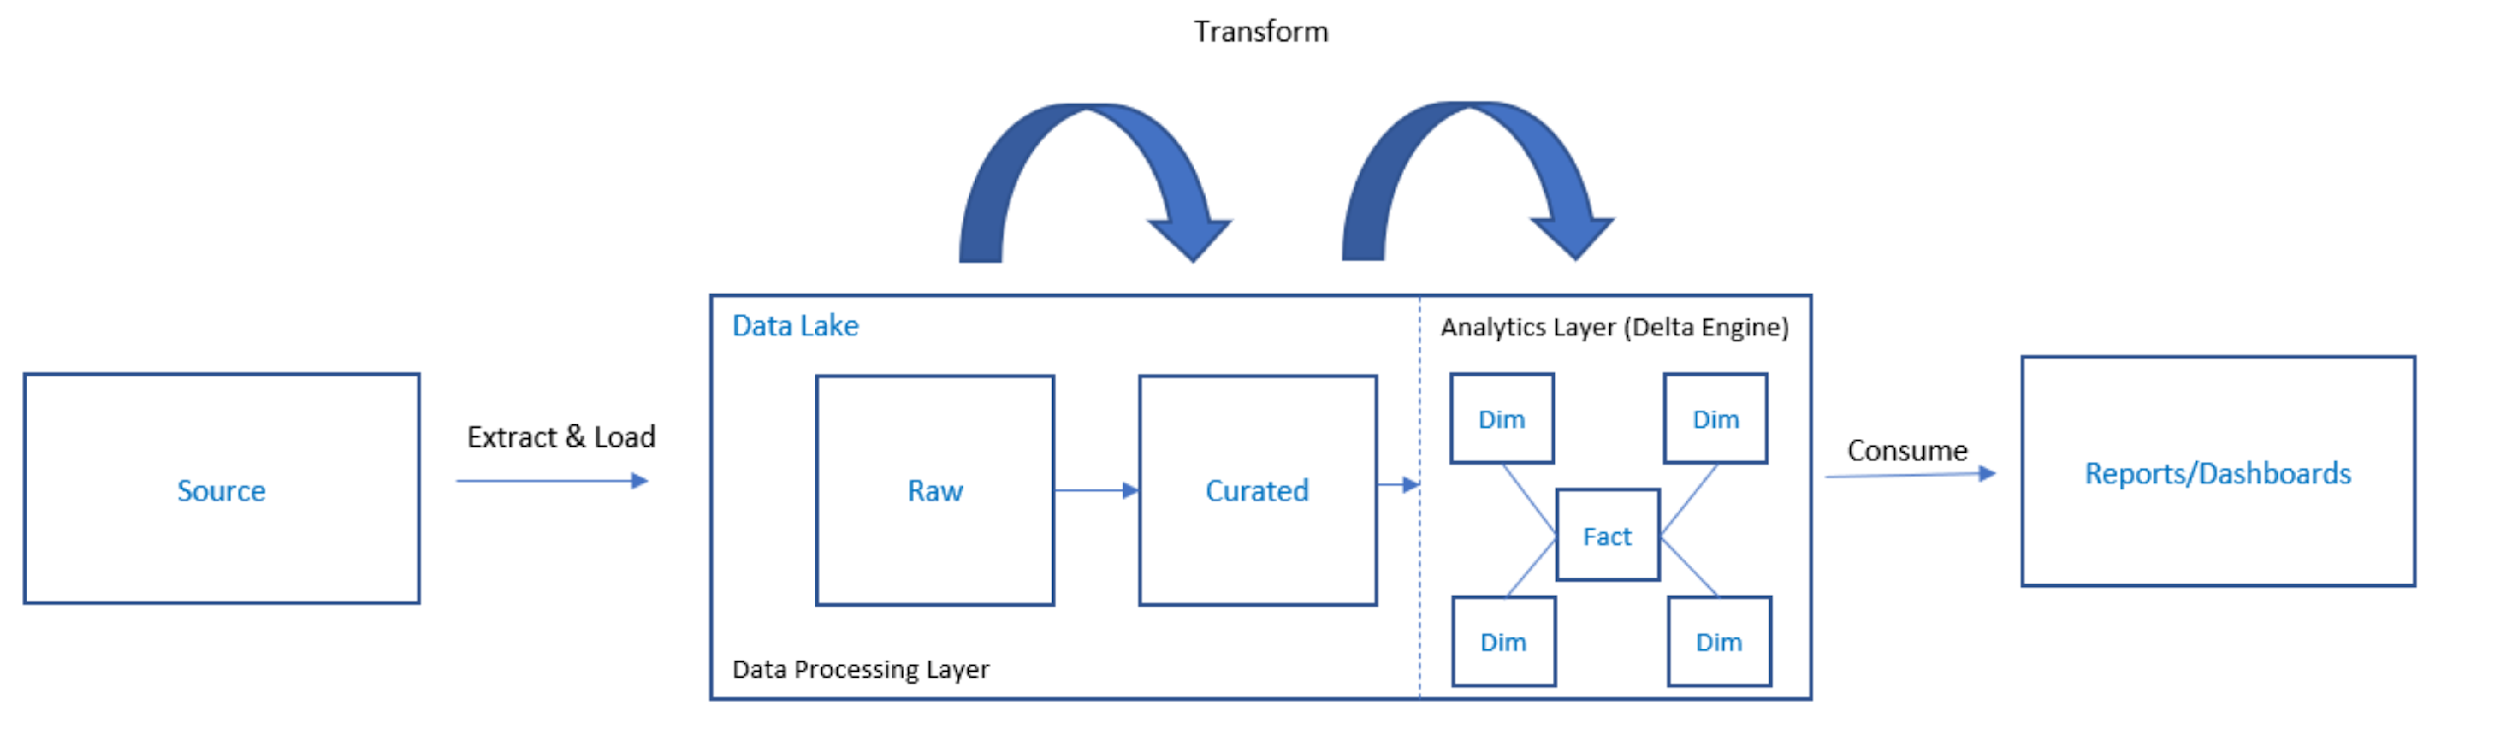 Transform
Data Lake
Analytics Layer (Delta Engine)
Source
Extract & Load
Raw
Curated
Dim
Dim
Fact
Dim
Dim
Data Processing Layer
Consume
Reports/Dashboards